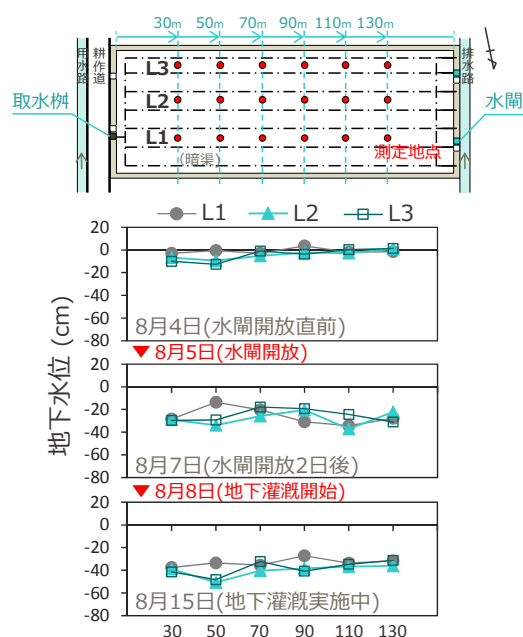 30m 50m 70m 90m 110m 130m
用水路
耕作道
排水路
L3
取水桝
L2
水閘
L1
測定地点
(暗渠)
L1 L2 L3
地下水位 (cm)
20
0
-20
-40
-60
-80
8月4日(水閘開放直前)
▼8月5日(水閘開放)
20
0
-20
-40
-60
-80
8月7日(水閘開放2日後)
▼8月8日(地下灌漑開始)
20
0
-20
-40
-60
-80
8月15日(地下灌漑実施中)
30 50 70 90 110 130